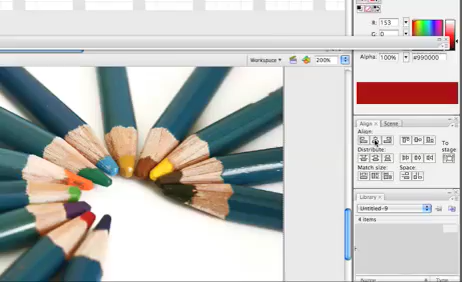 R: 153
G: 0
Workspace
200%
Alpha: 100%
#990000
Align
Scene
Align:
To
stage
Distribute:
Match size:
Space:
Library
Untitled-9
4 items
Name
Type